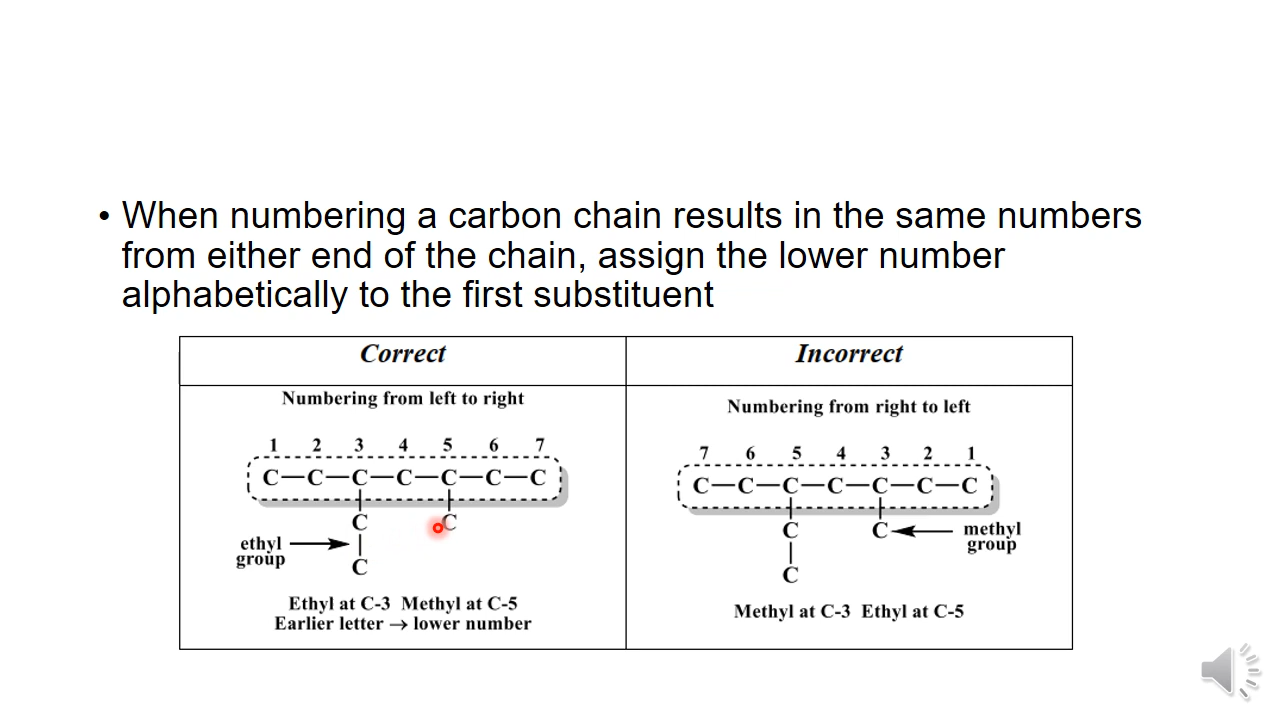 • When numbering a carbon chain results in the same numbers
from either end of the chain, assign the lower number
alphabetically to the first substituent
Correct
Incorrect
Numbering from left to right
1 2 3 4 5 6 7
C—C—C—C—C—C—C
C C
ethyl
group
C
Ethyl at C-3 Methyl at C-5
Earlier letter → lower number
Numbering from right to left
7 6 5 4 3 2 1
C—C—C—C—C—C—C
C C
methyl
group
C
Methyl at C-3 Ethyl at C-5